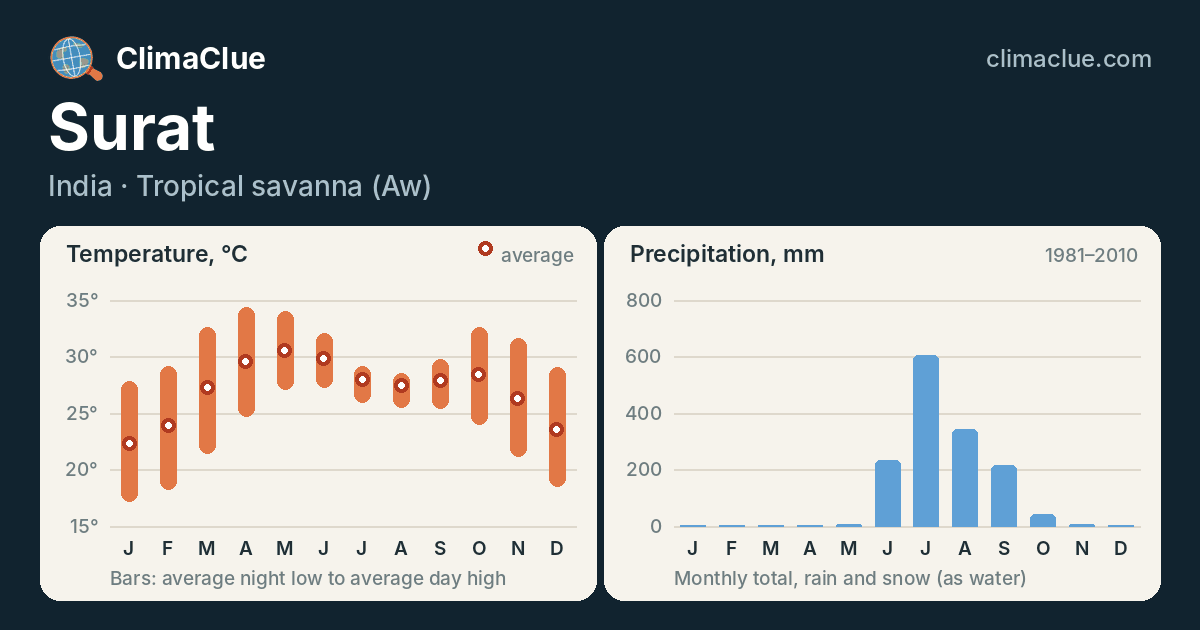 ClimaClue
climaclue.com
Surat
India · Tropical savanna (Aw)
Temperature, °C
average
35°
30°
25°
20°
15°
J F M A M J J A S O N D
Bars: average night low to average day high
Precipitation, mm
1981–2010
800
600
400
200
0
J F M A M J J A S O N D
Monthly total, rain and snow (as water)